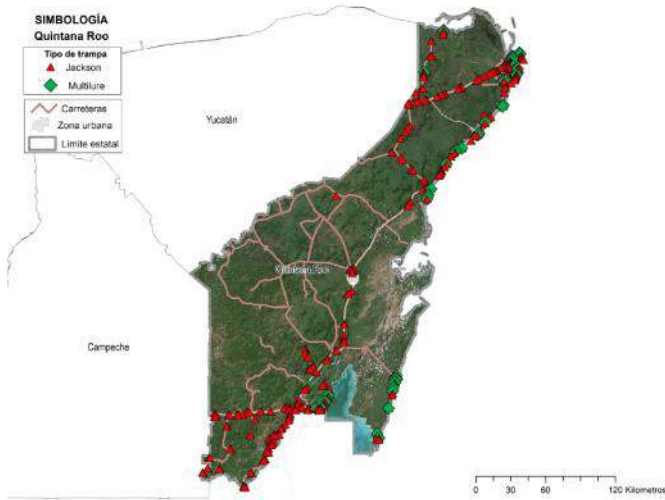 SIMBOLOGÍA
Quintana Roo
Tipo de trampa
Jackson
Multilure
Carreteras
Zona urbana
Límite estatal
Yucatán
Quintana Roo
Campeche
0 30 60 120 Kilometros